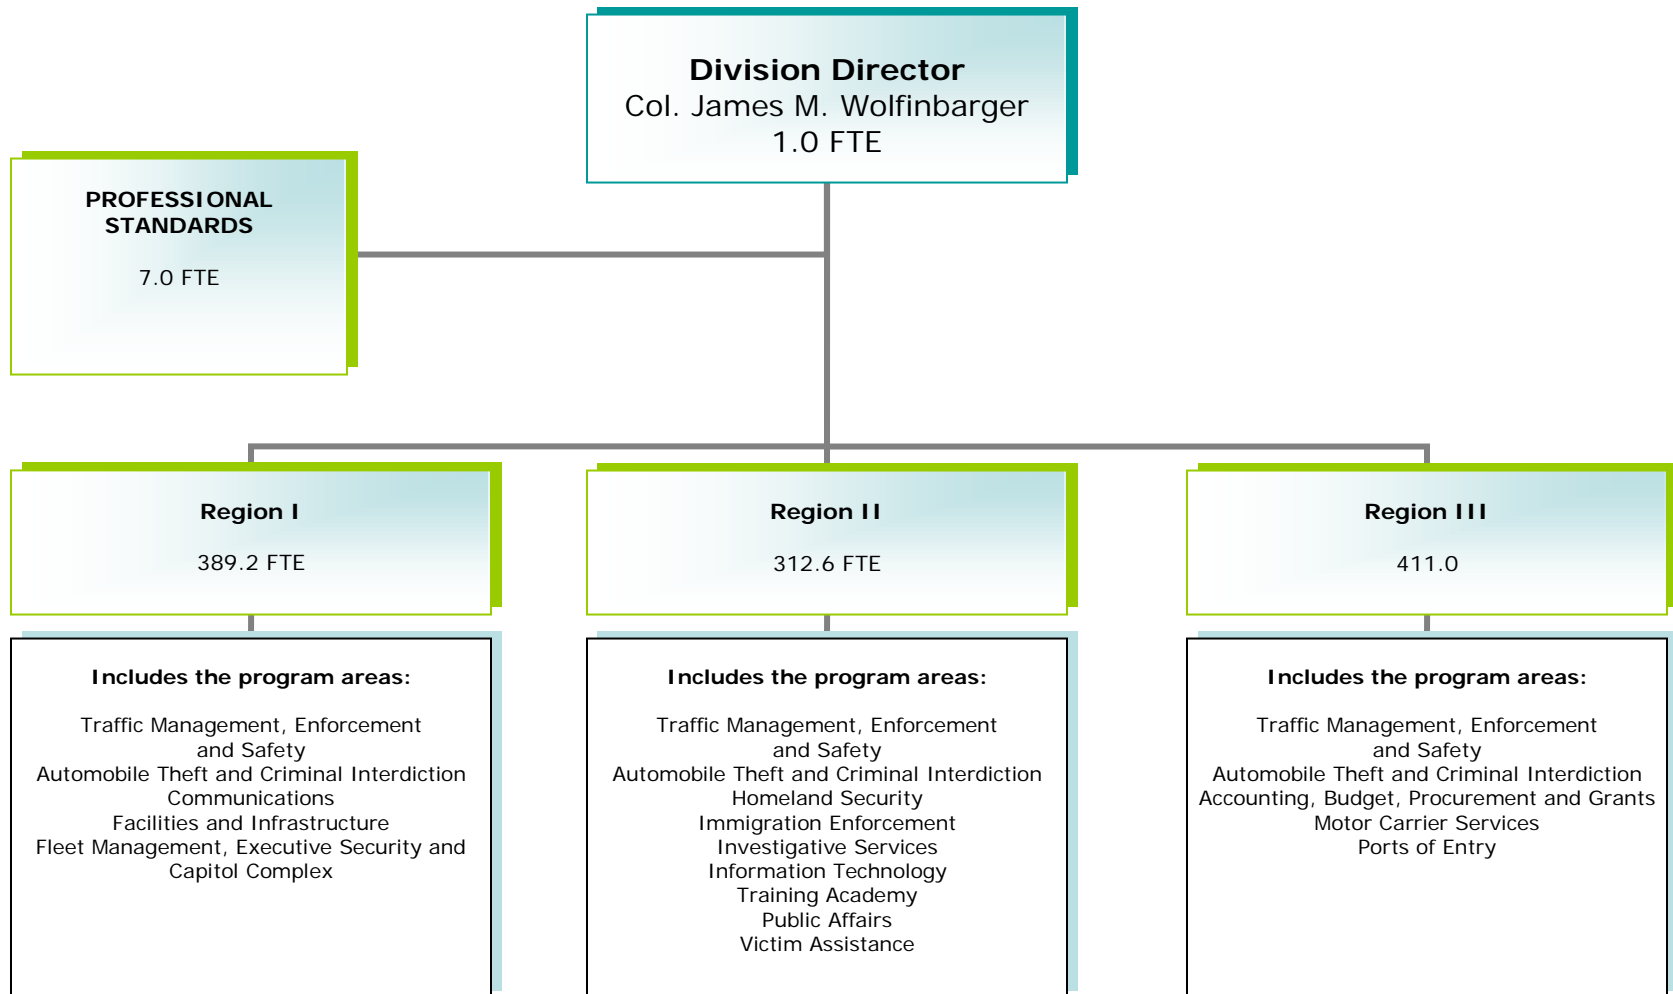 Division Director
Col. James M. Wolfinbarger
1.0 FTE
PROFESSIONAL
STANDARDS
7.0 FTE
Region I
389.2 FTE
Region II
312.6 FTE
Region III
411.0
Includes the program areas:
Traffic Management, Enforcement
and Safety
Automobile Theft and Criminal Interdiction
Communications
Facilities and Infrastructure
Fleet Management, Executive Security and
Capitol Complex
Includes the program areas:
Traffic Management, Enforcement
and Safety
Automobile Theft and Criminal Interdiction
Homeland Security
Immigration Enforcement
Investigative Services
Information Technology
Training Academy
Public Affairs
Victim Assistance
Includes the program areas:
Traffic Management, Enforcement
and Safety
Automobile Theft and Criminal Interdiction
Accounting, Budget, Procurement and Grants
Motor Carrier Services
Ports of Entry